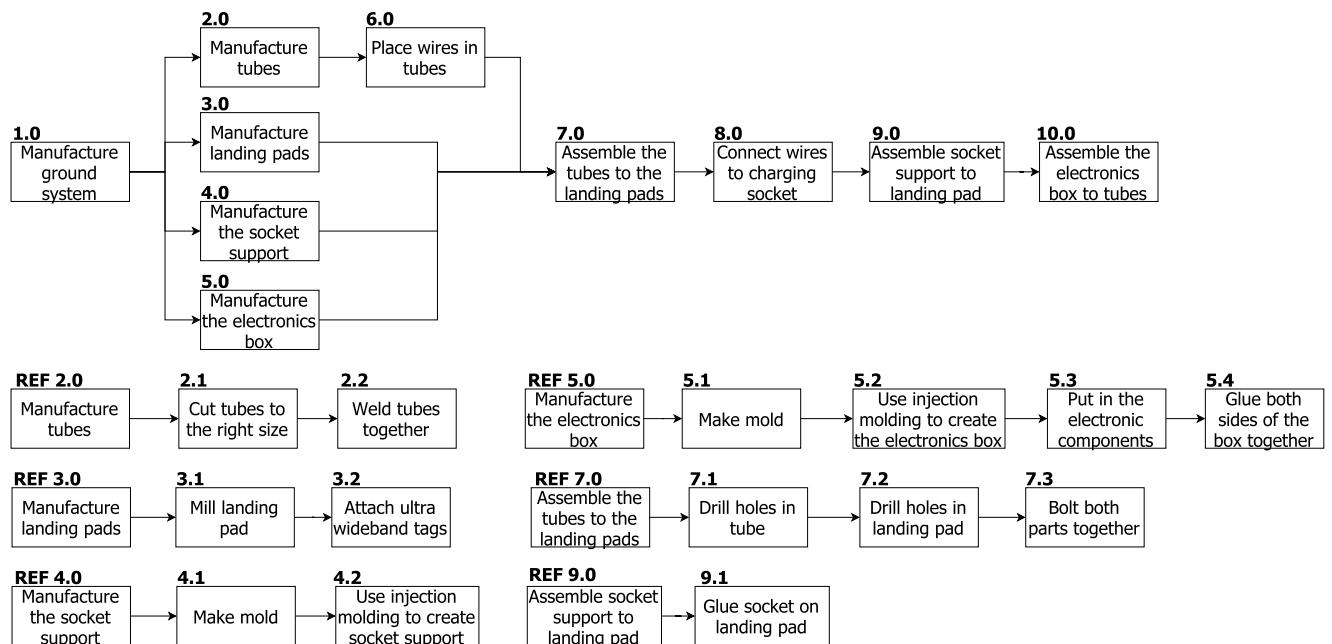 2.0
Manufacture
tubes
6.0
Place wires in
tubes
3.0
Manufacture
landing pads
1.0
Manufacture
ground
system
4.0
Manufacture
the socket
support
5.0
Manufacture
the electronics
box
7.0
Assemble the
tubes to the
landing pads
8.0
Connect wires
to charging
socket
9.0
Assemble socket
support to
landing pad
10.0
Assemble the
electronics
box to tubes
REF 2.0
Manufacture
tubes
2.1
Cut tubes to
the right size
2.2
Weld tubes
together
REF 5.0
Manufacture
the electronics
box
5.1
Make mold
5.2
Use injection
molding to create
the electronics box
5.3
Put in the
electronic
components
5.4
Glue both
sides of the
box together
REF 3.0
Manufacture
landing pads
3.1
Mill landing
pad
3.2
Attach ultra
wideband tags
REF 7.0
Assemble the
tubes to the
landing pads
7.1
Drill holes in
tube
7.2
Drill holes in
landing pad
7.3
Bolt both
parts together
REF 4.0
Manufacture
the socket
support
4.1
Make mold
4.2
Use injection
molding to create
socket support
REF 9.0
Assemble socket
support to
landing pad
9.1
Glue socket on
landing pad